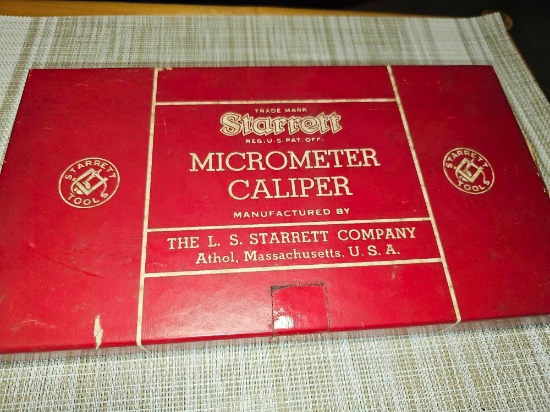 TRADE MARK
Starrett
REG. U.S. PAT. OFF.
MICROMETER
CALIPER
MANUFACTURED BY
THE L. S. STARRETT COMPANY
Athol, Massachusetts, U. S. A.
STARRETT
TOOLS
STARRETT
TOOLS